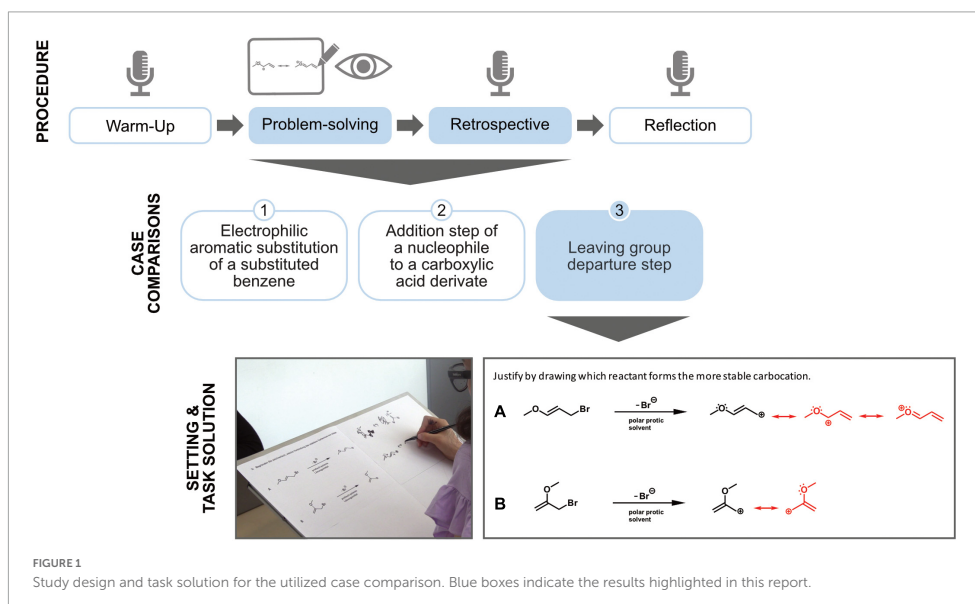 PROCEDURE
Warm-Up
Problem-solving
Retrospective
Reflection
CASE
COMPARISONS
1
Electrophilic
aromatic substitution
of a substituted
benzene
2
Addition step of
a nucleophile
to a carboxylic
acid derivate
3
Leaving group
departure step
SETTING &
TASK SOLUTION
Justify by drawing which reactant forms the more stable carbocation.
A
O
Br
-Br⊖
polar protic
solvent
O
⊕
O
⊕
⊕
O
B
O
Br
-Br⊖
polar protic
solvent
O
⊕
O
⊕
FIGURE 1
Study design and task solution for the utilized case comparison. Blue boxes indicate the results highlighted in this report.